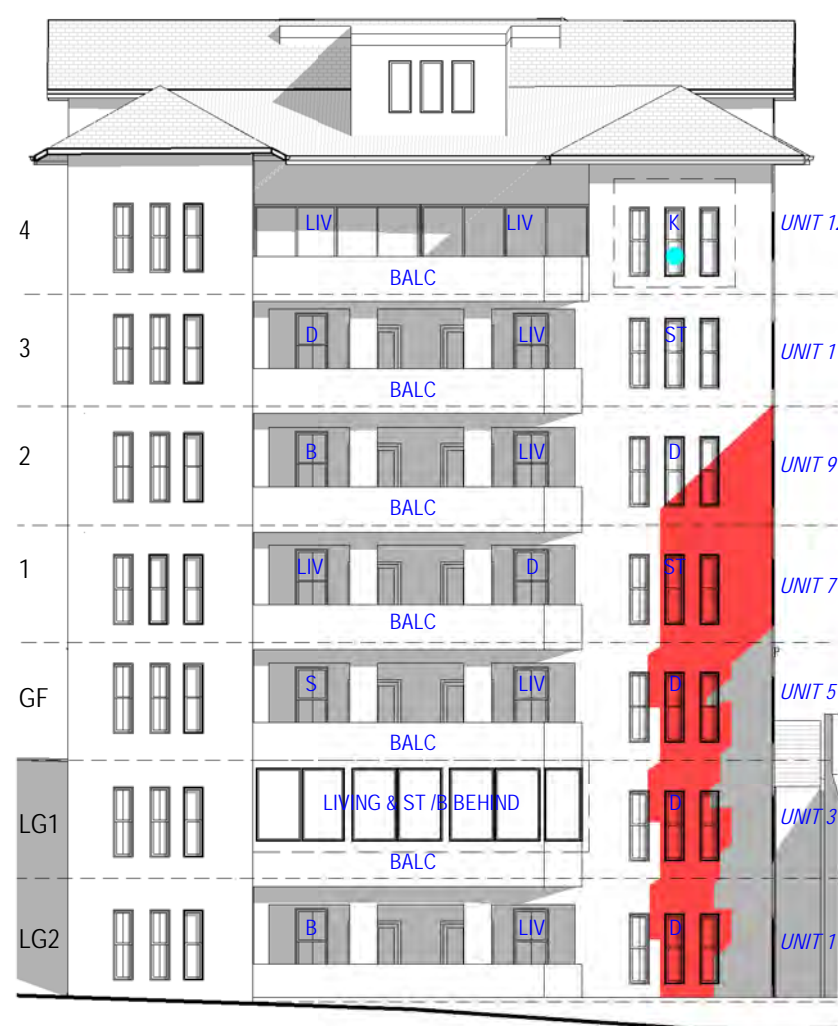 4 LIV LIV K UNIT 1
BALC
3 D LIV ST UNIT 1
BALC
2 B LIV D UNIT 9
BALC
1 LIV D ST UNIT 7
BALC
P
GF S LIV D UNIT 5
BALC
LG1 LIVING & ST /B BEHIND D UNIT 3
BALC
LG2 B LIV D UNIT 1